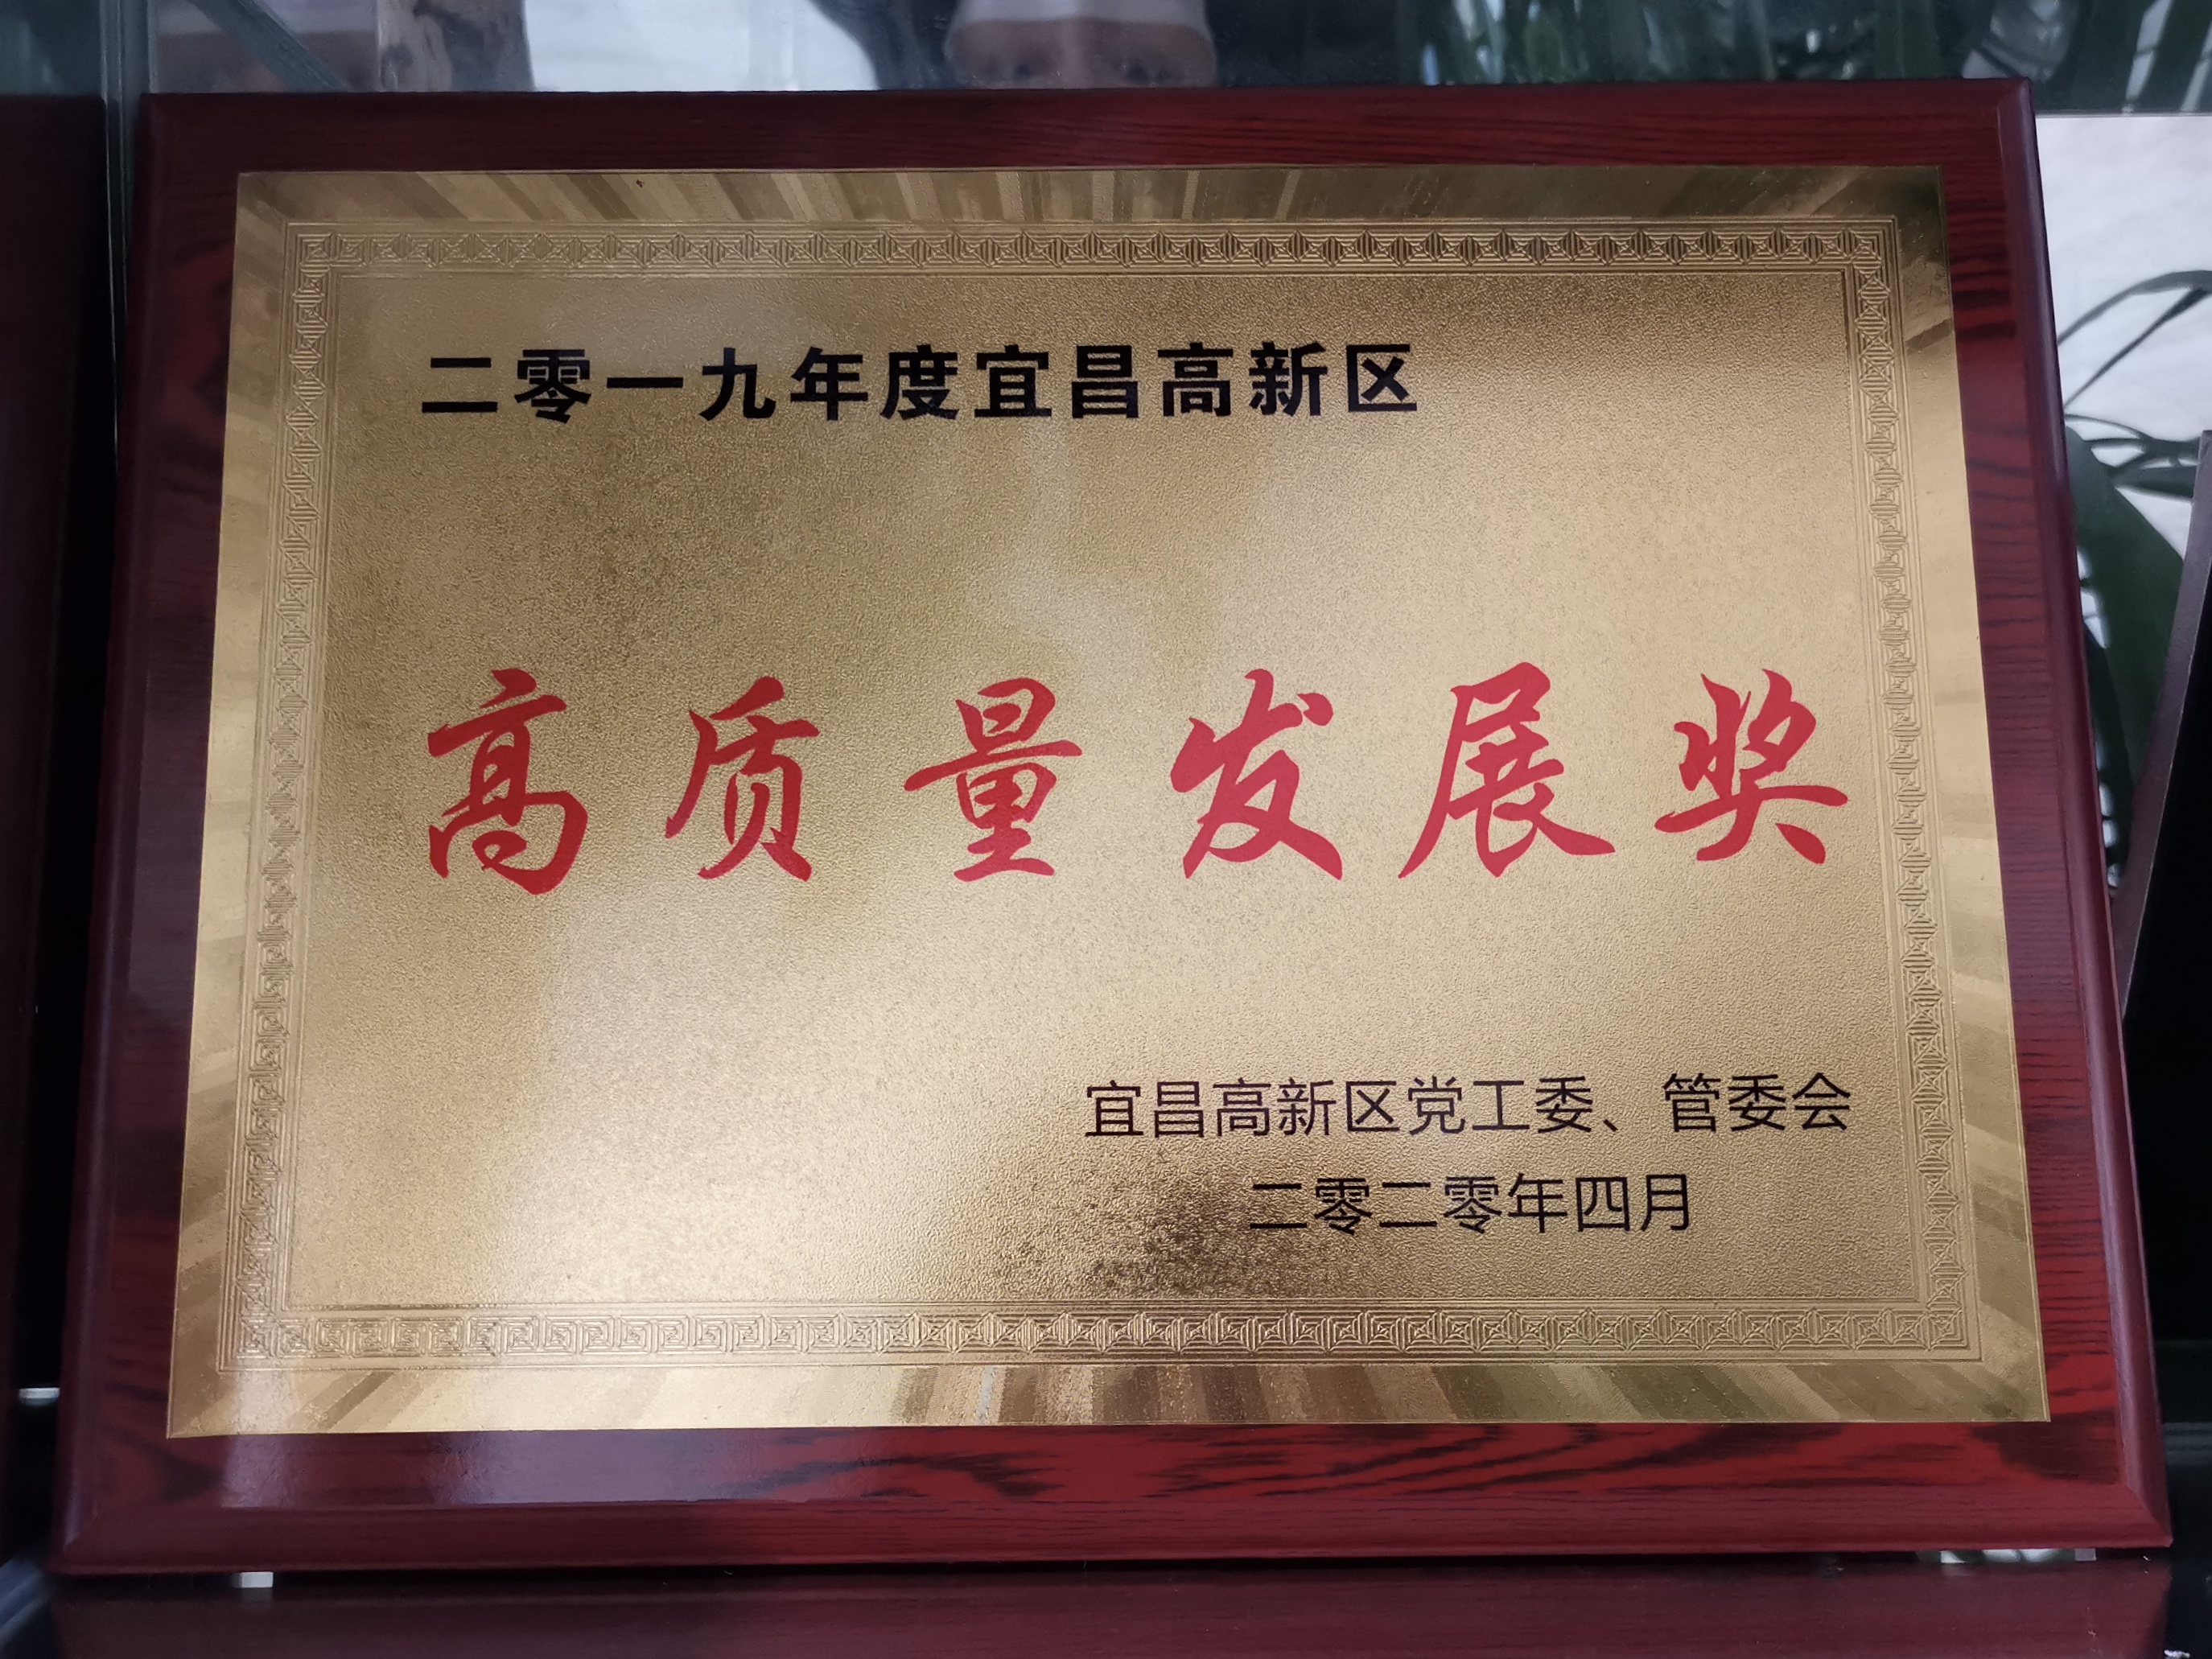 二零一九年度宜昌高新区
高质量发展奖
宜昌高新区党工委、管委会
二零二零年四月